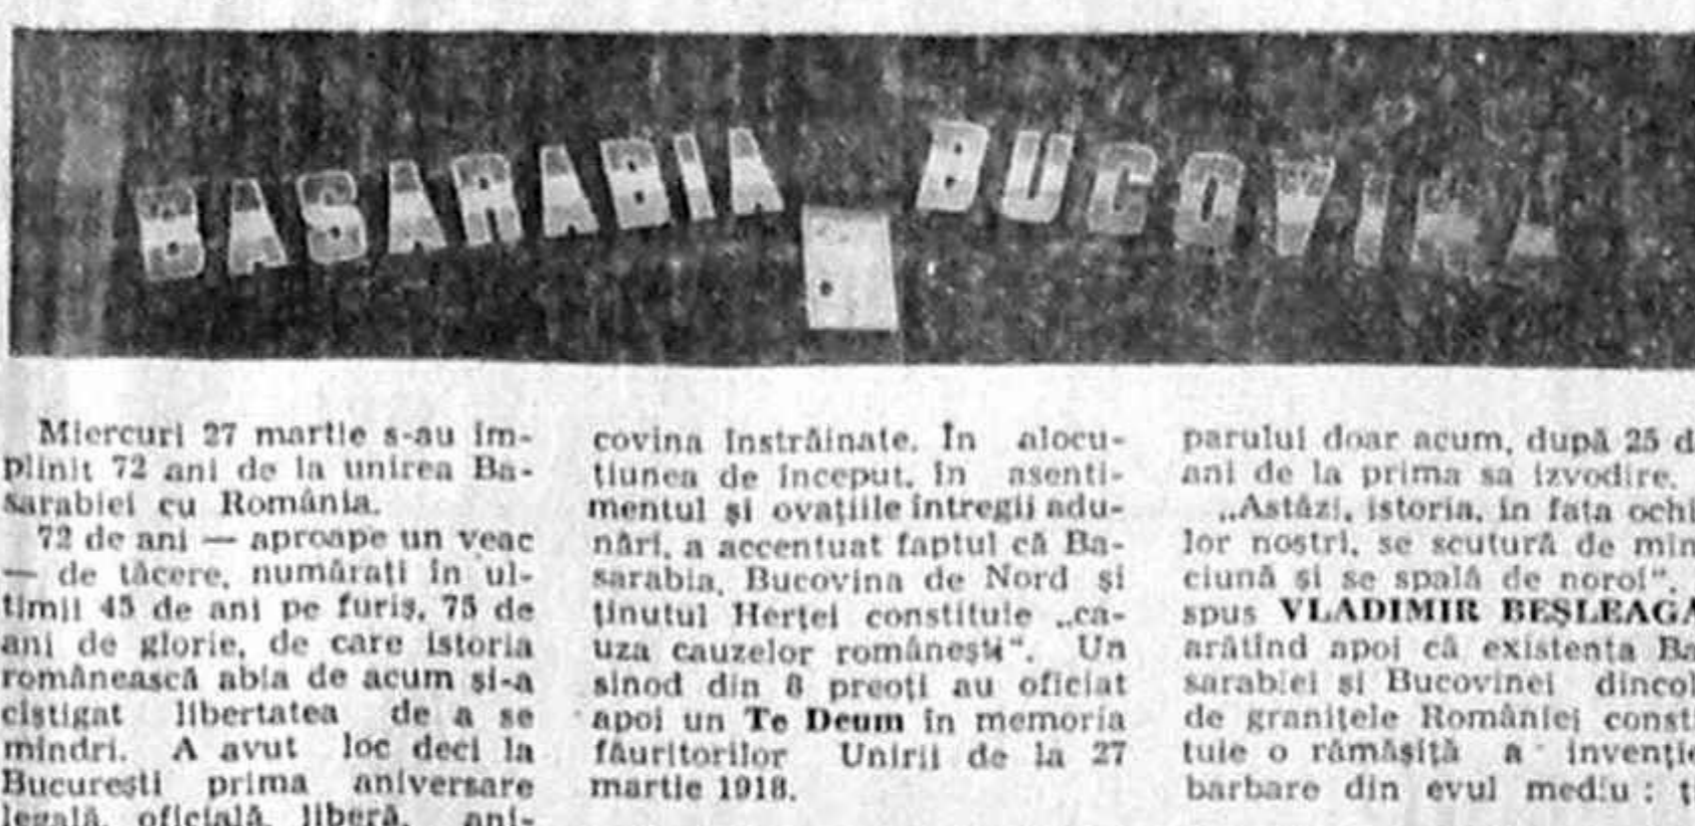 BASARABIA BUCOVINA
Miercuri 27 martie s-au îm-
plinit 72 ani de la unirea Ba-
sarabiei cu România.
72 de ani — aproape un veac
— de tăcere, numărați în ul-
timii 45 de ani pe furiș, 75 de
ani de glorie, de care istoria
românească abia de acum și-a
cîștigat libertatea de a se
mîndri. A avut loc deci la
București prima aniversare
legală, oficială, liberă, ani-
covina înstrăinate. În alocu-
țiunea de început, în asenti-
mentul și ovațiile întregii adu-
nări, a accentuat faptul că Ba-
sarabia, Bucovina de Nord și
ținutul Herței constituie „ca-
uza cauzelor românești“. Un
sinod din 8 preoți au oficiat
apoi un Te Deum în memoria
făuritorilor Unirii de la 27
martie 1918.
parului doar acum, după 25 d
ani de la prima sa izvodire.
„Astăzi, istoria, în fața ochi
lor noștri, se scutură de min
ciună și se spală de noroi“,
spus VLADIMIR BEȘLEAGĂ
arătînd apoi că existența Ba
sarabiei și Bucovinei dincol
de granițele României consti
tuie o rămășiță a invenție
barbare din evul mediu : ț